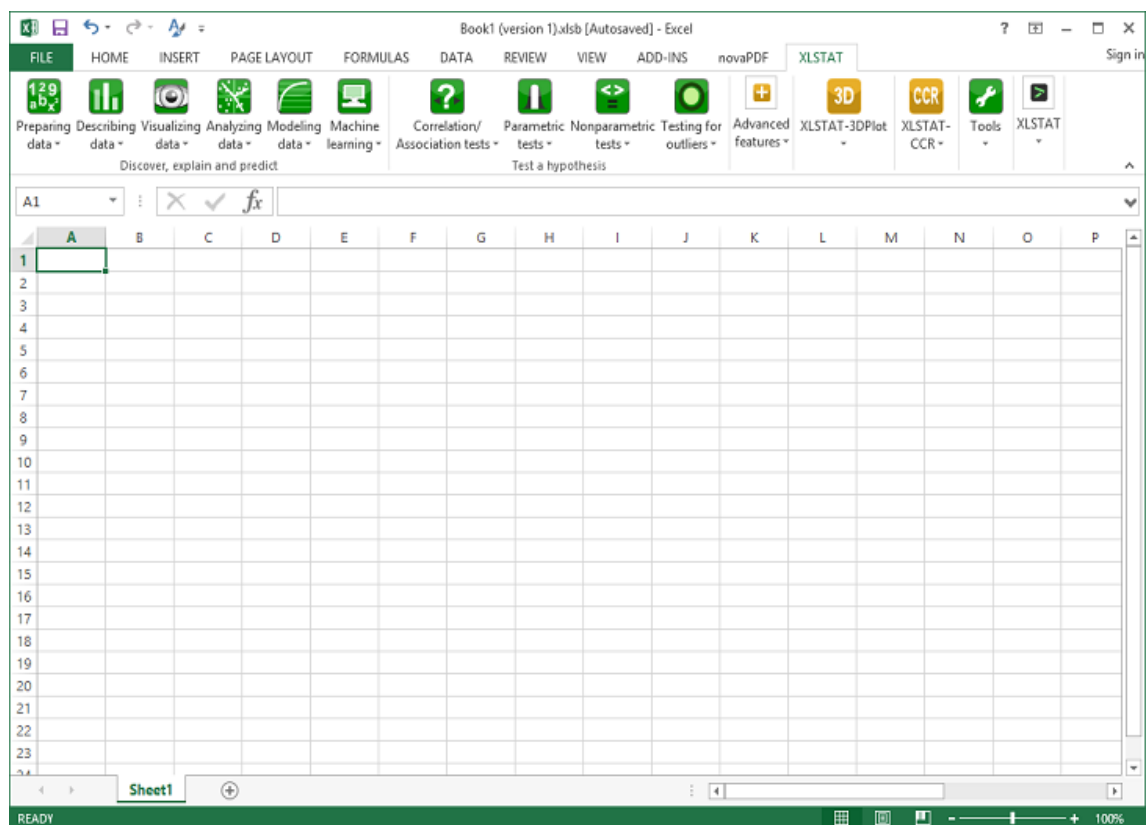 Book1 (version 1).xlsb [Autosaved] - Excel
?
FILE HOME INSERT PAGE LAYOUT FORMULAS DATA REVIEW VIEW ADD-INS novaPDF XLSTAT Sign in
129 ab,x ? <> 3D CCR >
Preparing Describing Visualizing Analyzing Modeling Machine Correlation/ Parametric Nonparametric Testing for Advanced XLSTAT-3DPlot XLSTAT- Tools XLSTAT
data data data data data learning Association tests tests tests outliers features CCR
Discover, explain and predict Test a hypothesis
A1 fx
A B C D E F G H I J K L M N O P
1
2
3
4
5
6
7
8
9
10
11
12
13
14
15
16
17
18
19
20
21
22
23
24
Sheet1
READY - + 100%